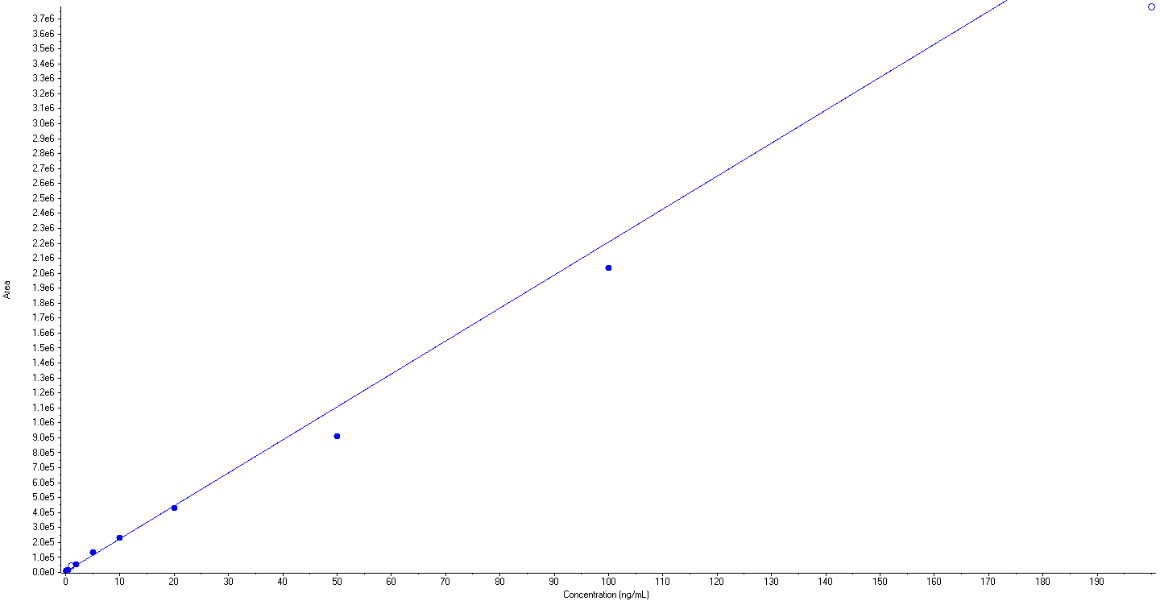 3.7e6
3.6e6
3.5e6
3.4e6
3.3e6
3.2e6
3.1e6
3.0e6
2.9e6
2.8e6
2.7e6
2.6e6
2.5e6
2.4e6
2.3e6
2.2e6
2.1e6
2.0e6
1.9e6
1.8e6
1.7e6
1.6e6
1.5e6
1.4e6
1.3e6
1.2e6
1.1e6
1.0e6
9.0e5
8.0e5
7.0e5
6.0e5
5.0e5
4.0e5
3.0e5
2.0e5
1.0e5
0.0e0
Area
0 10 20 30 40 50 60 70 80 90 100 110 120 130 140 150 160 170 180 190
Concentration (ng/mL)